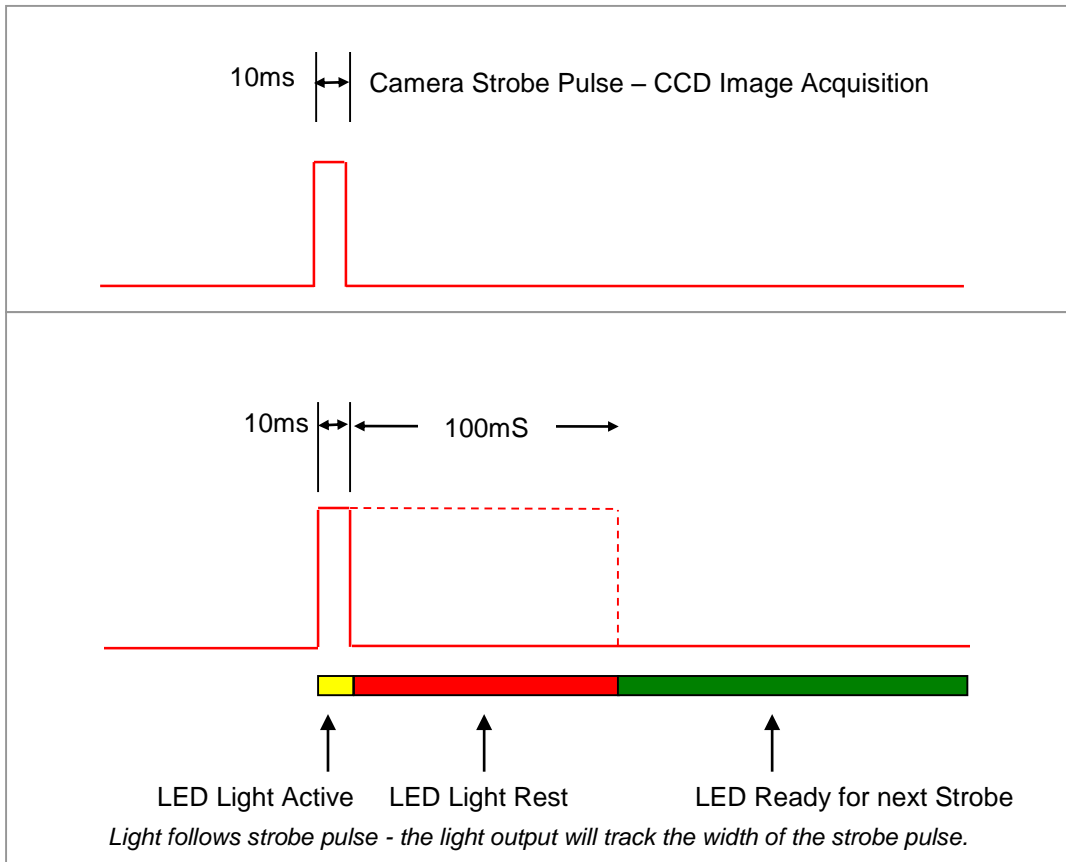 10ms Camera Strobe Pulse – CCD Image Acquisition
10ms 100mS
LED Light Active LED Light Rest LED Ready for next Strobe
Light follows strobe pulse - the light output will track the width of the strobe pulse.